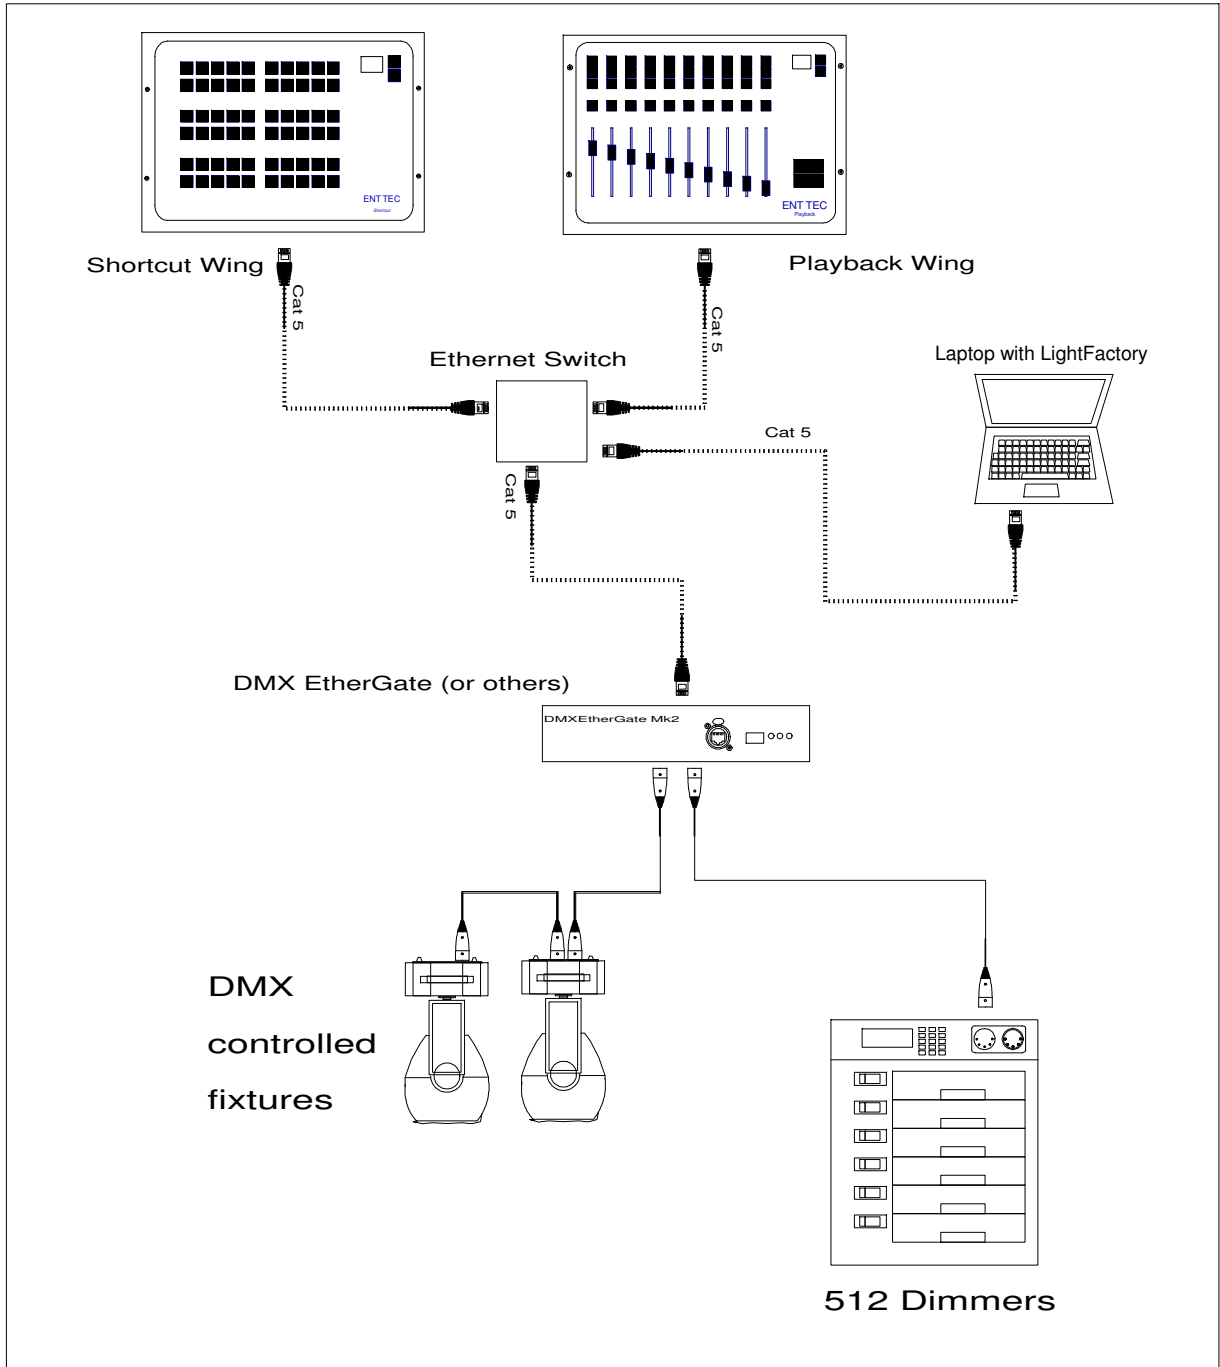 ENT TEC
Shortcut
ENT TEC
Playback
Shortcut Wing
Playback Wing
Cat 5
Cat 5
Ethernet Switch
Laptop with LightFactory
Cat 5
Cat 5
DMX EtherGate (or others)
DMXEtherGate Mk2
DMX
controlled
fixtures
512 Dimmers